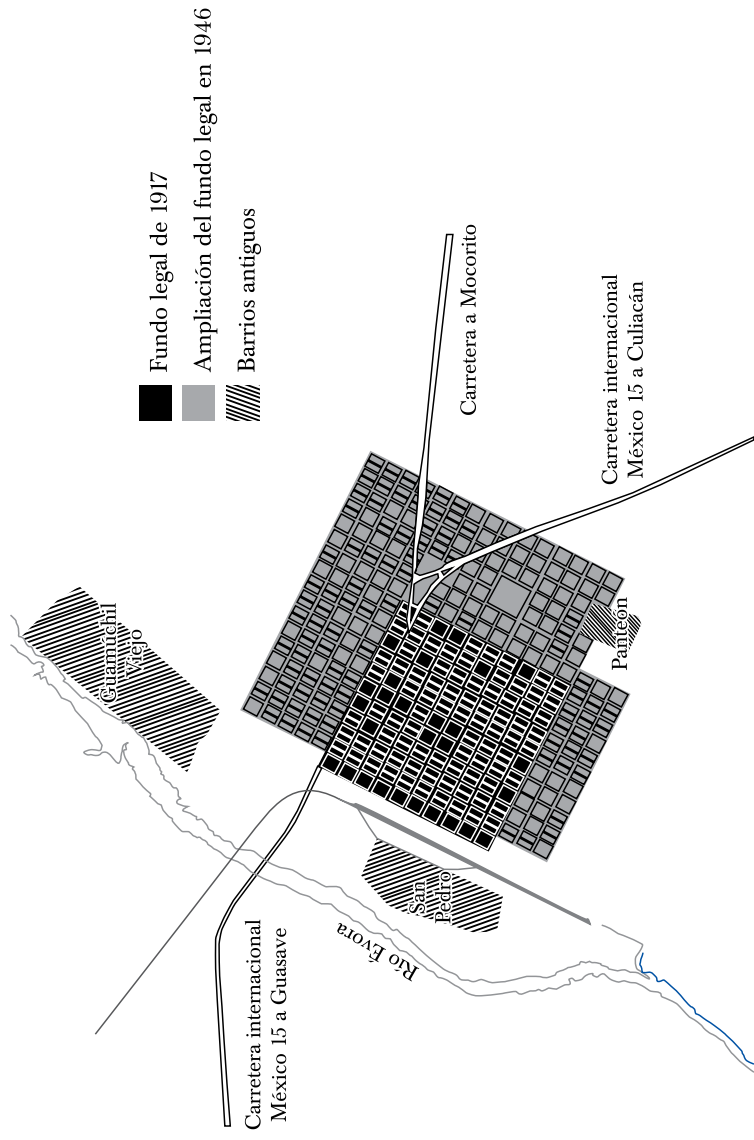 Fundo legal de 1917
Ampliación del fundo legal en 1946
Barrios antiguos
Guamúchil
Viejo
Carretera a Mocorito
Carretera internacional
México 15 a Culiacán
Panteón
San
Pedro
Río Évora
Carretera internacional
México 15 a Guasave